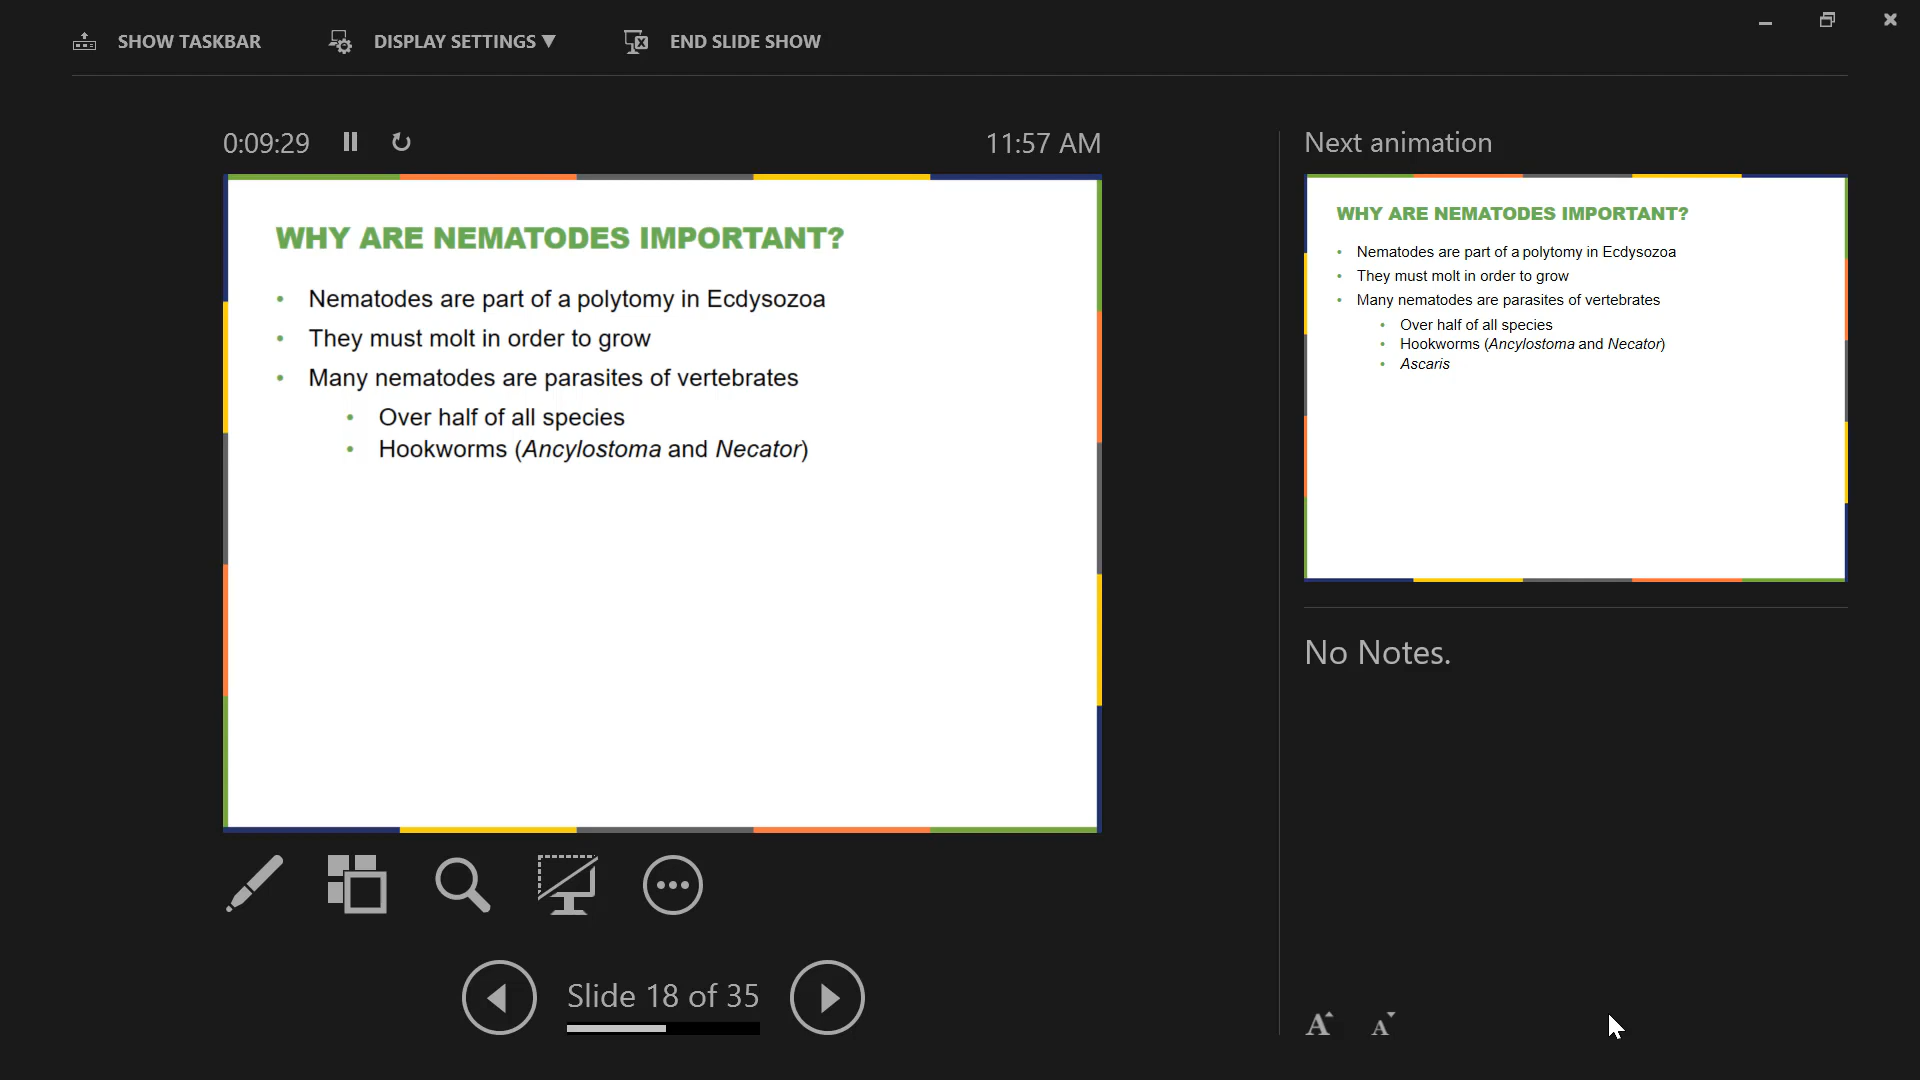 SHOW TASKBAR
DISPLAY SETTINGS ▼
END SLIDE SHOW
0:09:29
11:57 AM
WHY ARE NEMATODES IMPORTANT?
• Nematodes are part of a polytomy in Ecdysozoa
• They must molt in order to grow
• Many nematodes are parasites of vertebrates
• Over half of all species
• Hookworms (Ancylostoma and Necator)
Slide 18 of 35
Next animation
WHY ARE NEMATODES IMPORTANT?
• Nematodes are part of a polytomy in Ecdysozoa
• They must molt in order to grow
• Many nematodes are parasites of vertebrates
• Over half of all species
• Hookworms (Ancylostoma and Necator)
• Ascaris
No Notes.
A A